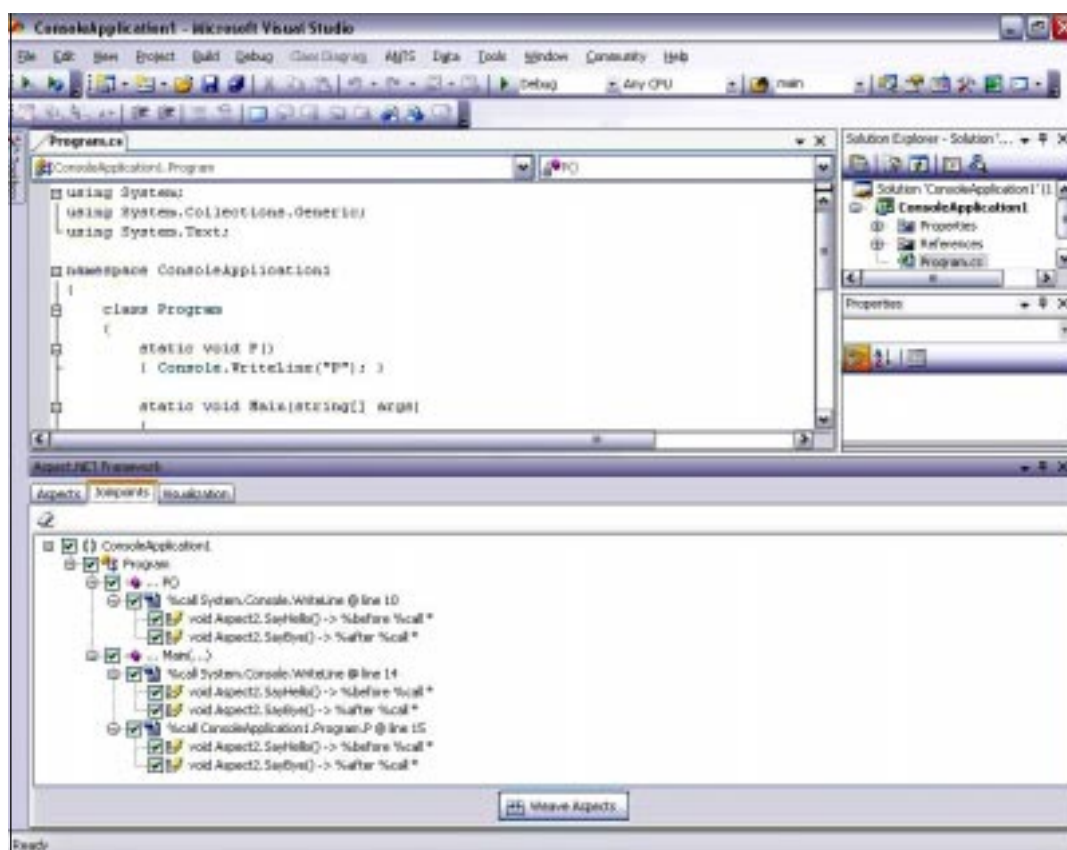 ConsoleApplication1 - Microsoft Visual Studio
File Edit View Project Build Debug Class Diagram ANTS Data Tools Window Community Help
Debug Any CPU main
Program.cs
ConsoleApplication1.Program P()
using System;
using System.Collections.Generic;
using System.Text;
namespace ConsoleApplication1
{
class Program
{
static void P()
{ Console.WriteLine("P"); }
static void Main(string[] args)
{
Solution Explorer - Solution '...
Solution 'ConsoleApplication1' (1
ConsoleApplication1
Properties
References
Program.cs
Properties
Aspect.NET Framework
Aspects Joinpoints Visualization
{} ConsoleApplication1
Program
... P()
%call System.Console.WriteLine @ line 10
void Aspect2.SayHello() -> %before %call *
void Aspect2.SayBye() -> %after %call *
... Main(...)
%call System.Console.WriteLine @ line 14
void Aspect2.SayHello() -> %before %call *
void Aspect2.SayBye() -> %after %call *
%call ConsoleApplication1.Program.P @ line 15
void Aspect2.SayHello() -> %before %call *
void Aspect2.SayBye() -> %after %call *
Weave Aspects
Ready